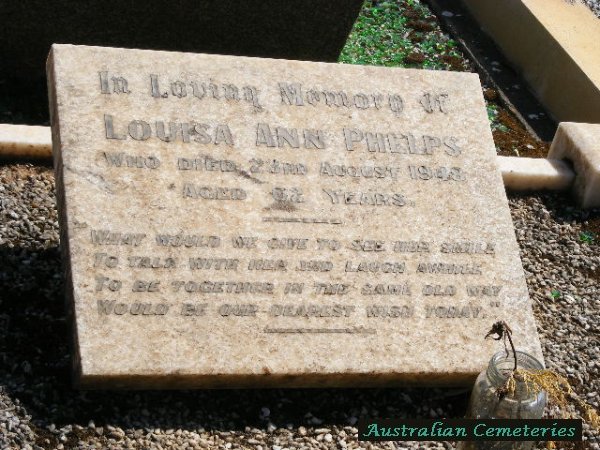 In Loving Memory Of
LOUISA ANN PHELPS
WHO DIED 23RD AUGUST 1943
AGED YEARS.
"WHAT WOULD WE GIVE TO SEE HER SMILE
TO TALK WITH HER AND LAUGH AWHILE
TO BE TOGETHER IN THE SAME OLD WAY
WOULD BE OUR DEAREST WISH TODAY."
Australian Cemeteries